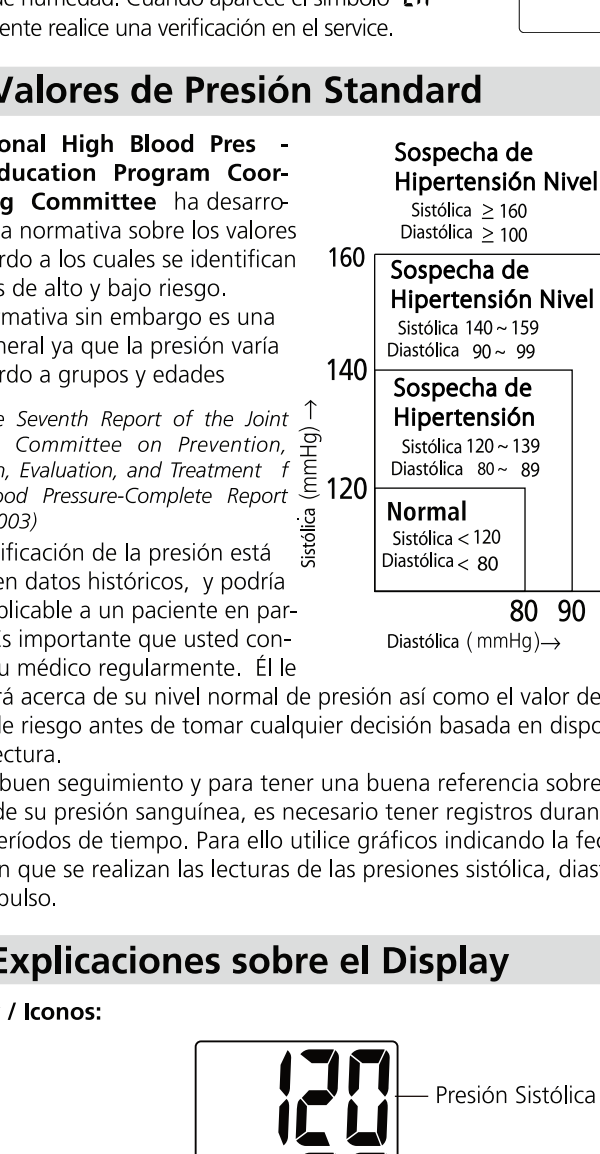 de humedad. Cuando aparece el símbolo
ente realice una verificación en el service.
Valores de Presión Standard
onal High Blood Pres -
ducation Program Coor-
g Committee ha desarro-
a normativa sobre los valores
rdo a los cuales se identifican
s de alto y bajo riesgo.
rmativa sin embargo es una
neral ya que la presión varía
rdo a grupos y edades
e Seventh Report of the Joint
Committee on Prevention,
n, Evaluation, and Treatment f
ood Pressure-Complete Report
003)
ificación de la presión está
en datos históricos, y podría
plicable a un paciente en par-
Es importante que usted con-
u médico regularmente. Él le
Sospecha de
Hipertensión Nivel
Sistólica ≥ 160
Diastólica ≥ 100
160
Sospecha de
Hipertensión Nivel
Sistólica 140 ~ 159
Diastólica 90 ~ 99
140
Sospecha de
Hipertensión
Sistólica 120 ~ 139
Diastólica 80 ~ 89
120
Normal
Sistólica < 120
Diastólica < 80
Sistólica (mmHg) →
80 90
Diastólica ( mmHg)→
rá acerca de su nivel normal de presión así como el valor de
de riesgo antes de tomar cualquier decisión basada en dispo
ectura.
buen seguimiento y para tener una buena referencia sobre
de su presión sanguínea, es necesario tener registros duran
eríodos de tiempo. Para ello utilice gráficos indicando la fec
n que se realizan las lecturas de las presiones sistólica, diast
pulso.
Explicaciones sobre el Display
/ Iconos:
120
Presión Sistólica